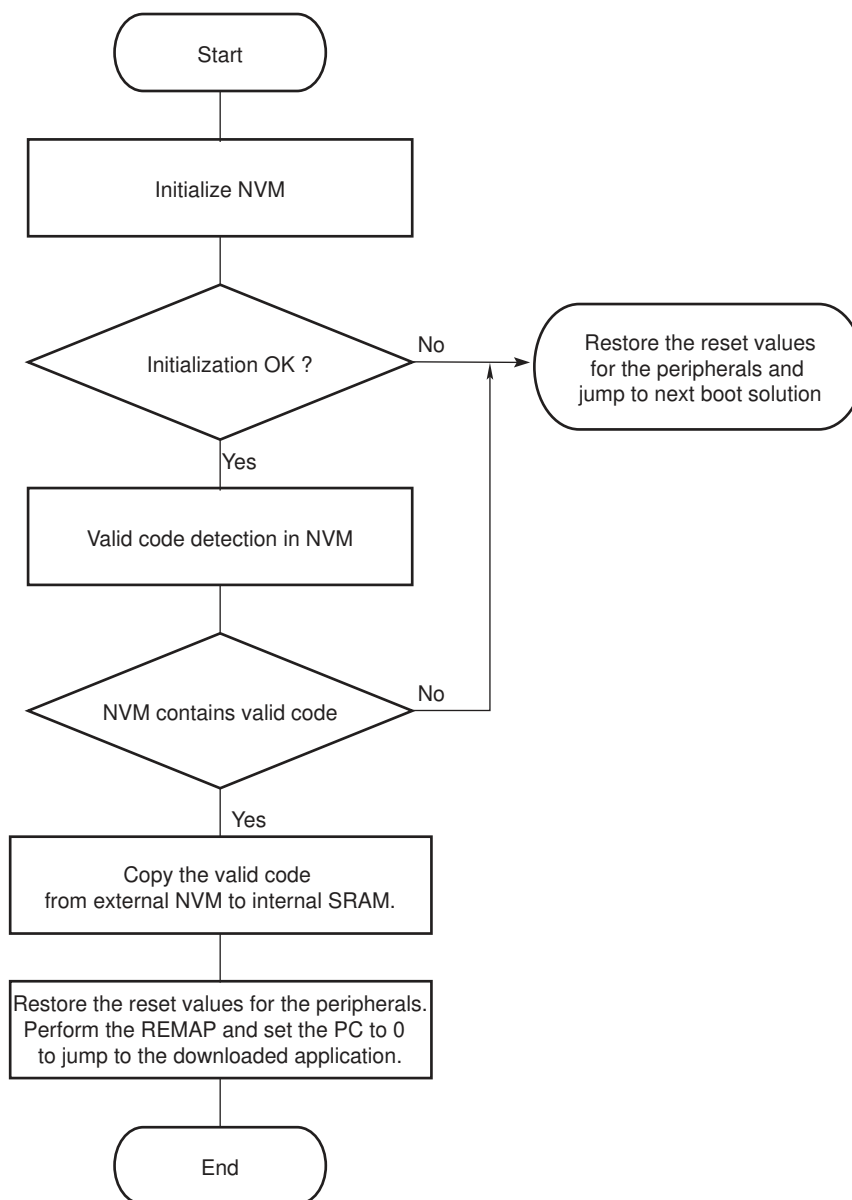 Start
Initialize NVM
Initialization OK ?
No
Restore the reset values
for the peripherals and
jump to next boot solution
Yes
Valid code detection in NVM
NVM contains valid code
No
Yes
Copy the valid code
from external NVM to internal SRAM.
Restore the reset values for the peripherals.
Perform the REMAP and set the PC to 0
to jump to the downloaded application.
End